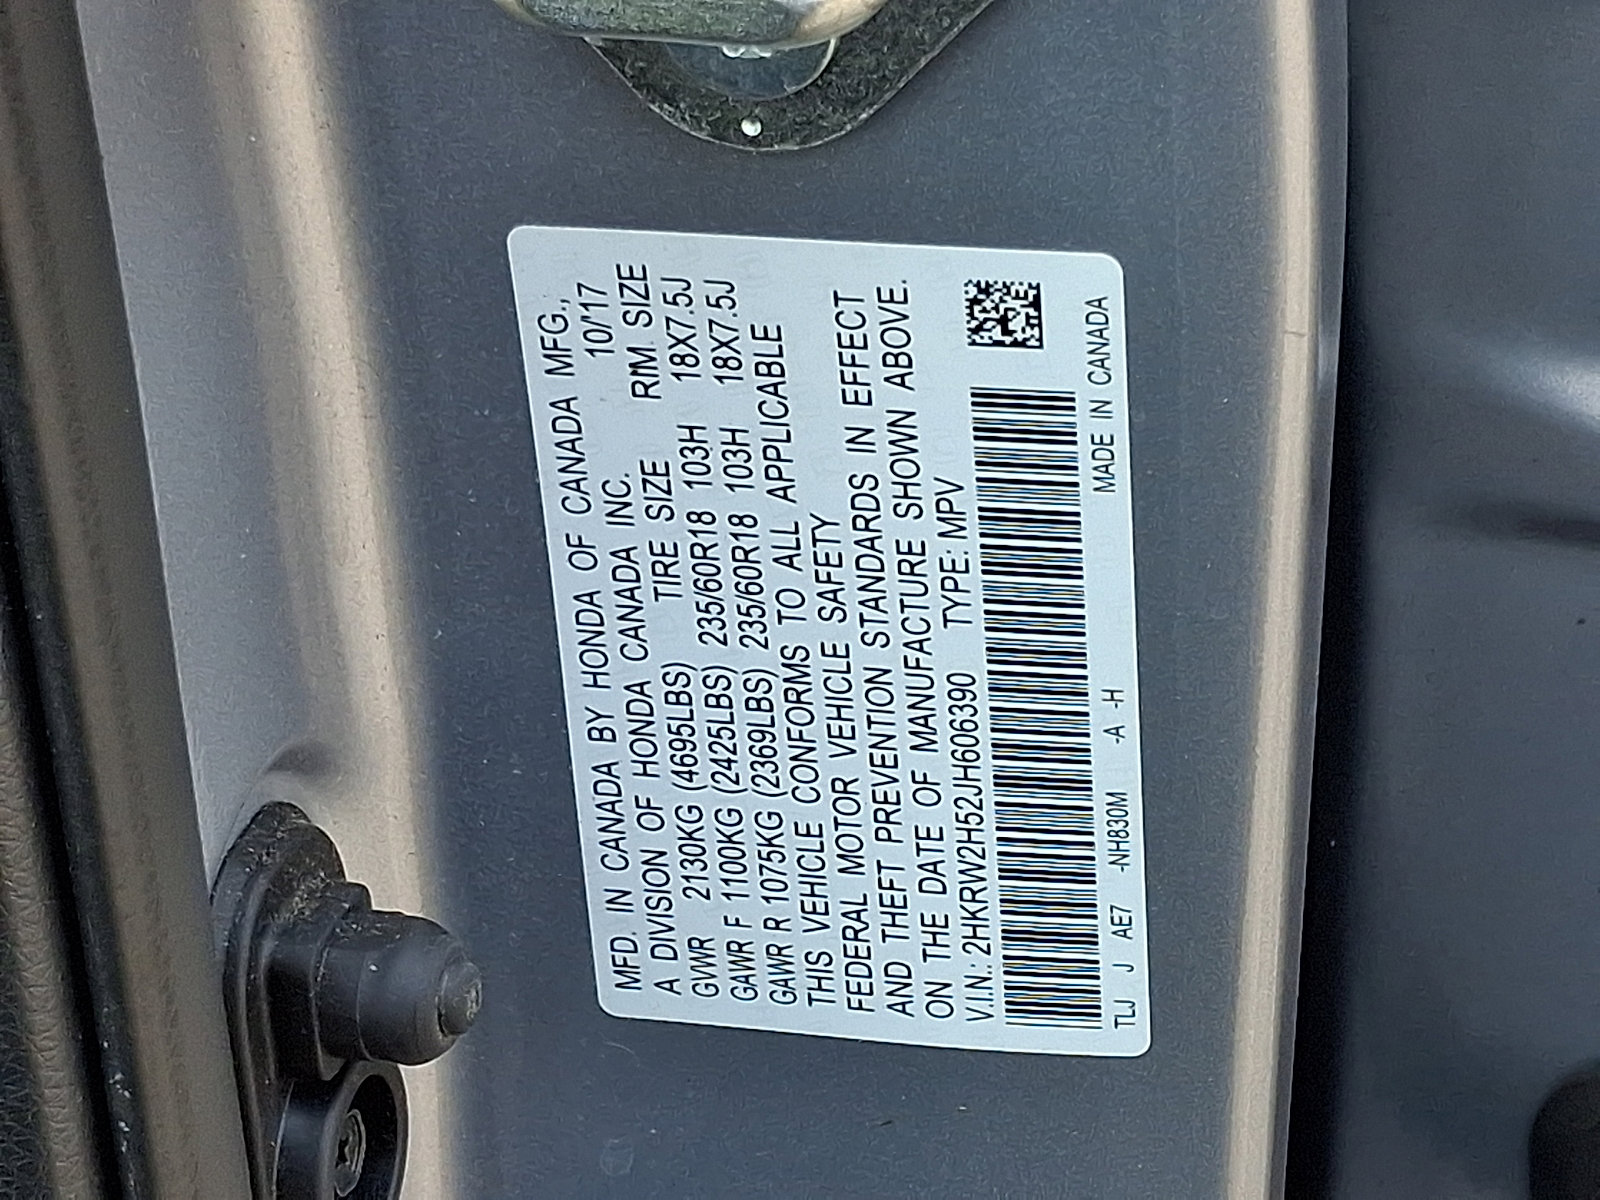 MFD. IN CANADA BY HONDA OF CANADA MFG.,
A DIVISION OF HONDA CANADA INC. 10/17
TIRE SIZE RIM SIZE
GVWR 2130KG (4695LBS)
GAWR F 1100KG (2425LBS) 235/60R18 103H 18X7.5J
GAWR R 1075KG (2369LBS) 235/60R18 103H 18X7.5J
THIS VEHICLE CONFORMS TO ALL APPLICABLE
FEDERAL MOTOR VEHICLE SAFETY
AND THEFT PREVENTION STANDARDS IN EFFECT
ON THE DATE OF MANUFACTURE SHOWN ABOVE.
V.I.N.: 2HKRW2H52JH606390 TYPE: MPV
TLJ J AE7 -NH830M -A -H MADE IN CANADA